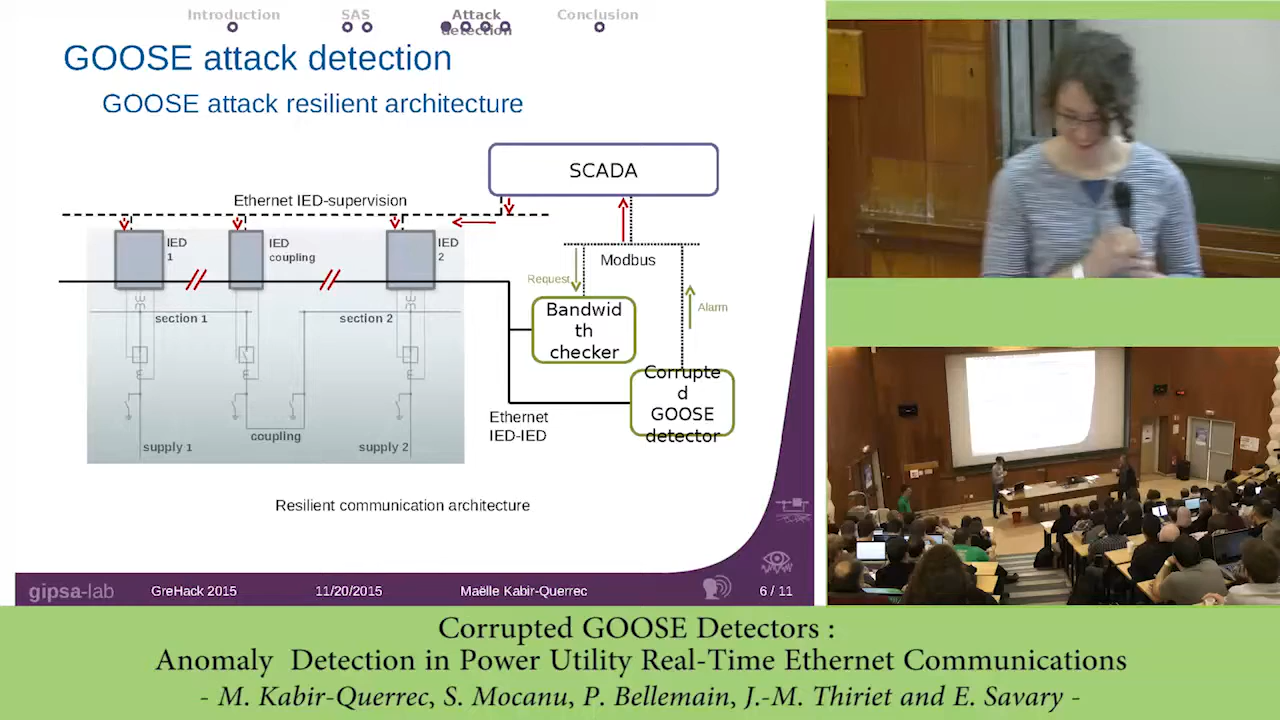 Introduction
SAS
Attack
detection
Conclusion
GOOSE attack detection
GOOSE attack resilient architecture
SCADA
Ethernet IED-supervision
IED
1
IED
coupling
IED
2
Modbus
Request
Bandwid
th
checker
Alarm
section 1
section 2
Corrupte
d
GOOSE
detector
Ethernet
IED-IED
coupling
supply 1
supply 2
Resilient communication architecture
gipsa-lab
GreHack 2015
11/20/2015
Maëlle Kabir-Querrec
6 / 11
Corrupted GOOSE Detectors :
Anomaly Detection in Power Utility Real-Time Ethernet Communications
- M. Kabir-Querrec, S. Mocanu, P. Bellemain, J.-M. Thiriet and E. Savary -